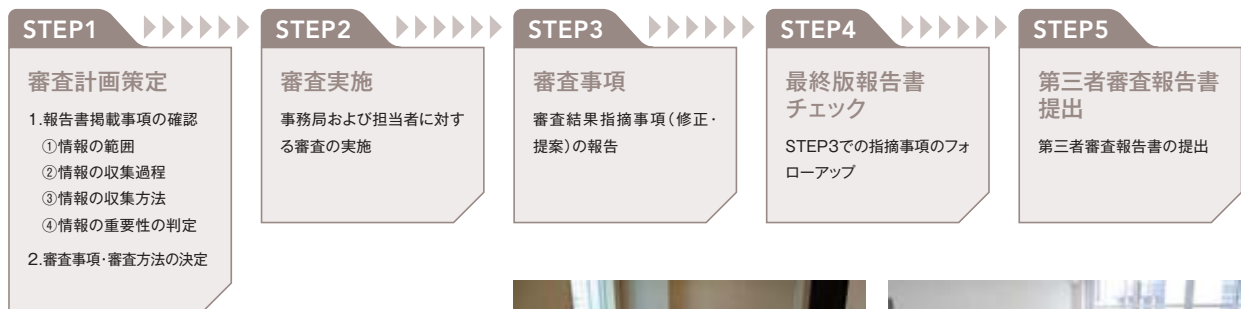 STEP1
審査計画策定
1.報告書掲載事項の確認
①情報の範囲
②情報の収集過程
③情報の収集方法
④情報の重要性の判定
2.審査事項・審査方法の決定
STEP2
審査実施
事務局および担当者に対す
る審査の実施
STEP3
審査事項
審査結果指摘事項（修正・
提案）の報告
STEP4
最終版報告書
チェック
STEP3での指摘事項のフォ
ローアップ
STEP5
第三者審査報告書
提出
第三者審査報告書の提出